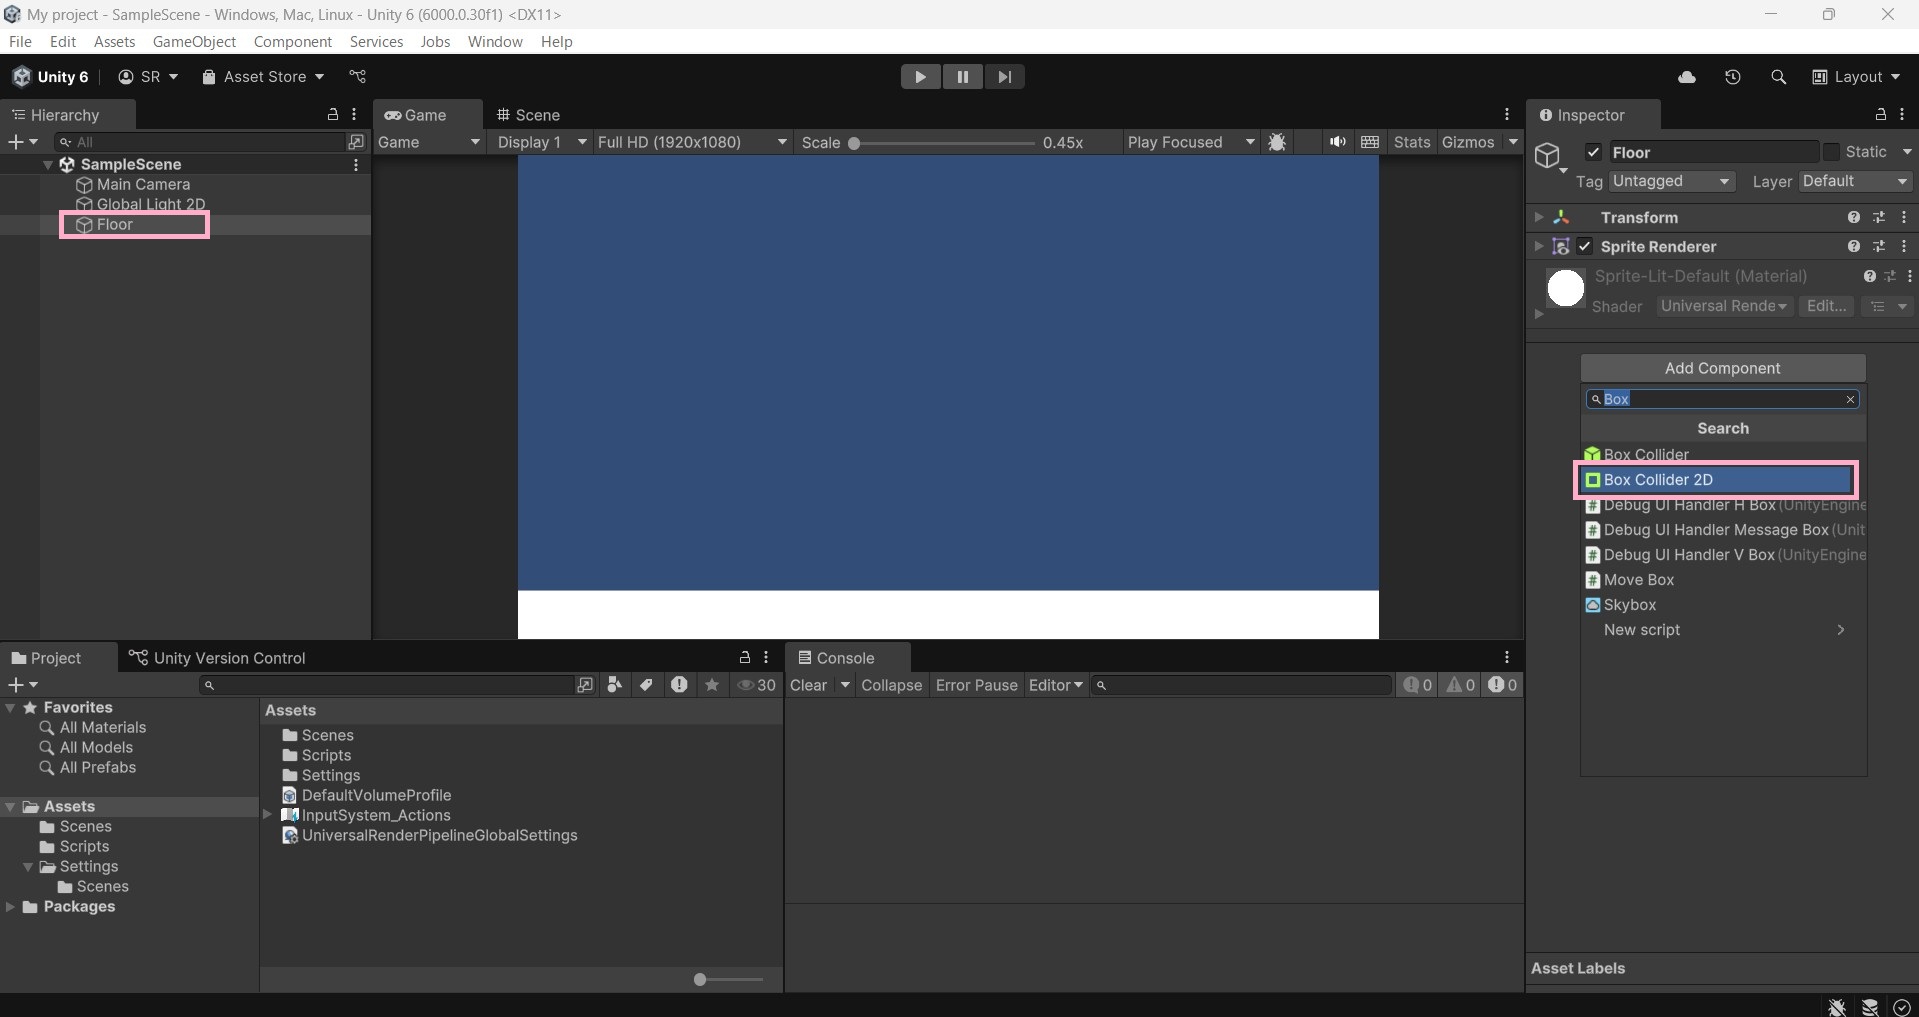 My project - SampleScene - Windows, Mac, Linux - Unity 6 (6000.0.30f1) <DX11>
File Edit Assets GameObject Component Services Jobs Window Help
Unity 6 SR Asset Store Layout
Hierarchy
All
SampleScene
Main Camera
Global Light 2D
Floor
Game Scene
Game Display 1 Full HD (1920x1080) Scale 0.45x Play Focused Stats Gizmos
Inspector
Floor Static
Tag Untagged Layer Default
Transform
Sprite Renderer
Sprite-Lit-Default (Material)
Shader Universal Rende Edit...
Add Component
Box
Search
Box Collider
Box Collider 2D
Debug UI Handler H Box (UnityEngine
Debug UI Handler Message Box (Unit
Debug UI Handler V Box (UnityEngine
Move Box
Skybox
New script
Asset Labels
Project Unity Version Control
30
Favorites
All Materials
All Models
All Prefabs
Assets
Scenes
Scripts
Settings
Scenes
Packages
Assets
Scenes
Scripts
Settings
DefaultVolumeProfile
InputSystem_Actions
UniversalRenderPipelineGlobalSettings
Console
Clear Collapse Error Pause Editor 0 0 0